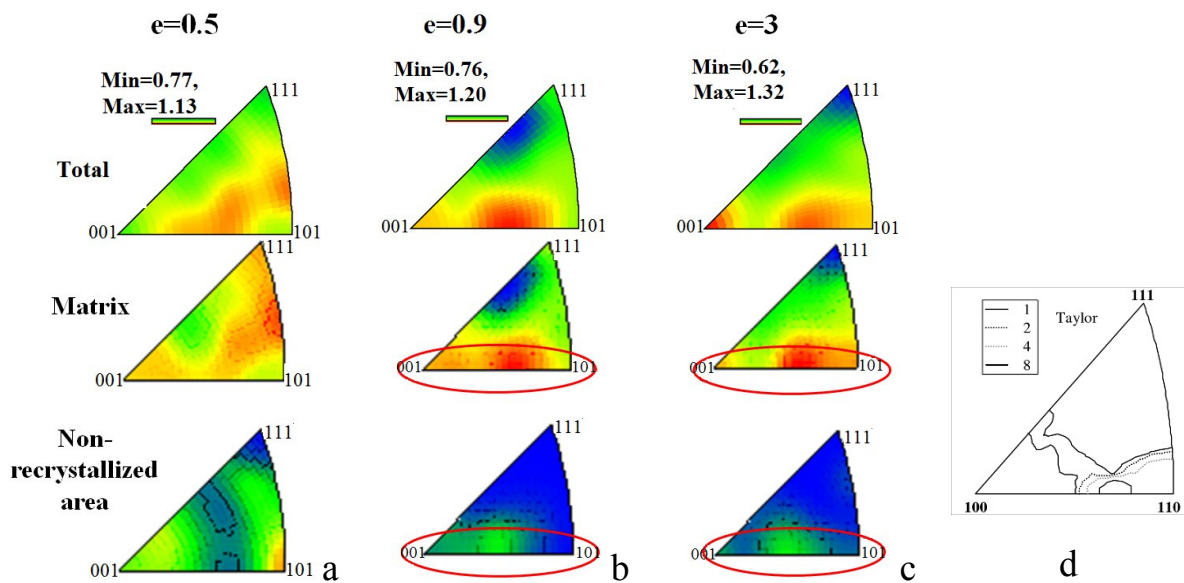 e=0.5
e=0.9
e=3
Min=0.77,
Max=1.13
Min=0.76,
Max=1.20
Min=0.62,
Max=1.32
111
111
111
Total
001
101
001
101
001
101
111
111
111
Matrix
001
101
001
101
001
101
Non-
recrystallized
area
111
111
111
001
101
001
101
001
101
a
b
c
111
1
2
4
8
Taylor
100
110
d